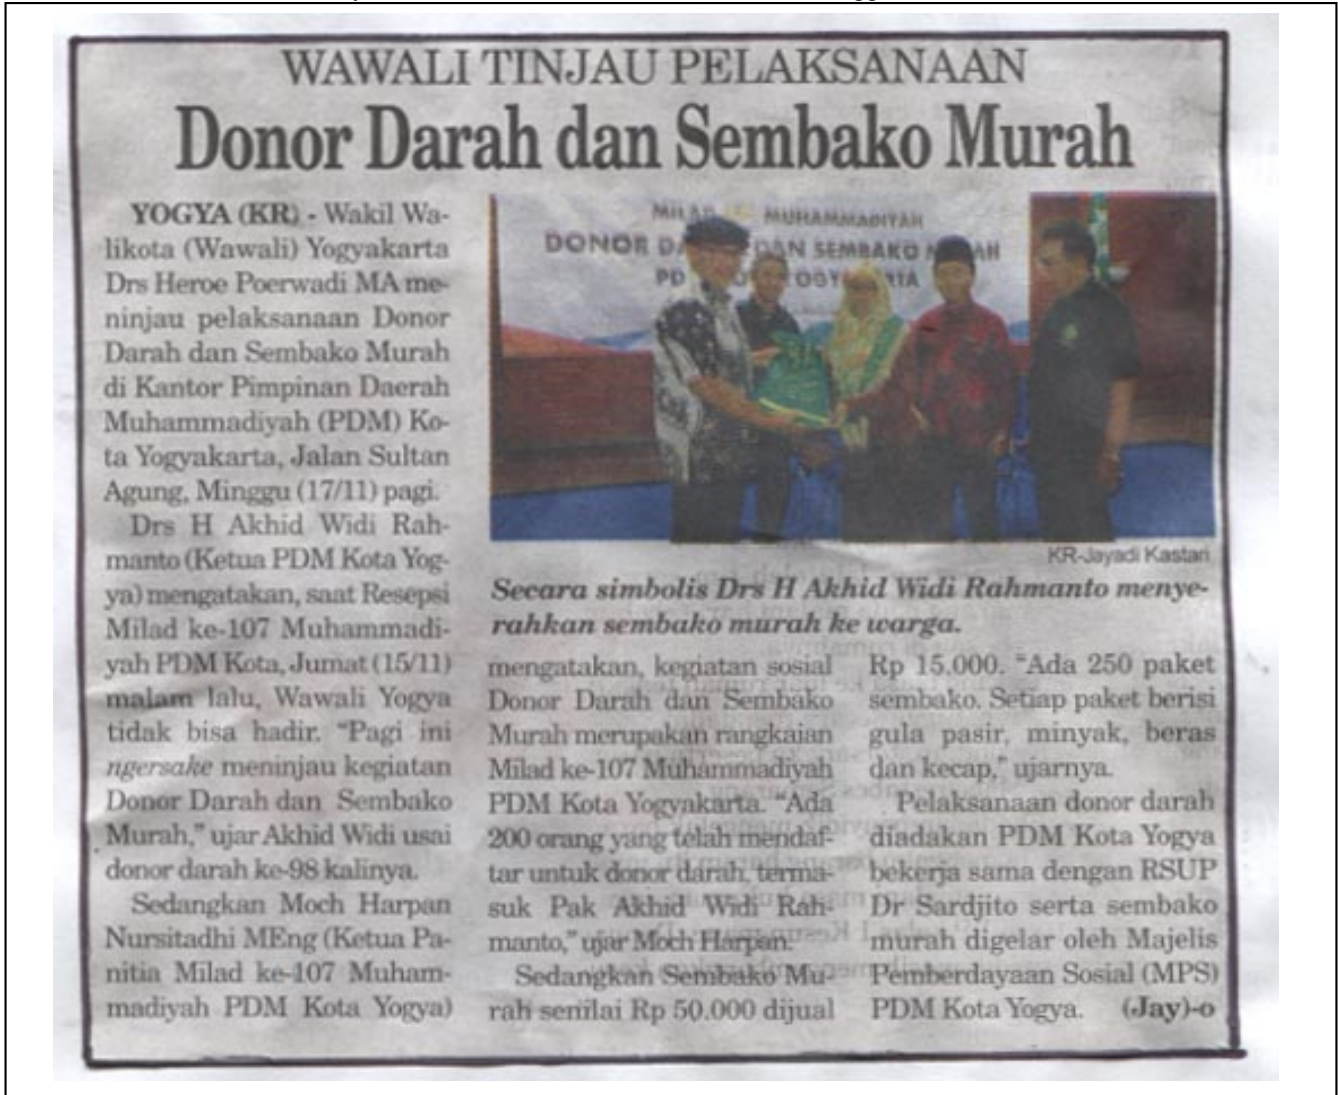 WAWALI TINJAU PELAKSANAAN
Donor Darah dan Sembako Murah
YOGYA (KR) - Wakil Wa-
likota (Wawali) Yogyakarta
Drs Heroe Poerwadi MA me-
ninjau pelaksanaan Donor
Darah dan Sembako Murah
di Kantor Pimpinan Daerah
Muhammadiyah (PDM) Ko-
ta Yogyakarta, Jalan Sultan
Agung, Minggu (17/11) pagi.
Drs H Akhid Widi Rah-
manto (Ketua PDM Kota Yog-
ya) mengatakan, saat Resepsi
Milad ke-107 Muhammadi-
yah PDM Kota, Jumat (15/11)
malam lalu, Wawali Yogya
tidak bisa hadir. "Pagi ini
ngersake meninjau kegiatan
Donor Darah dan Sembako
Murah," ujar Akhid Widi usai
donor darah ke-98 kalinya.
Sedangkan Moch Harpan
Nursitadhi MEng (Ketua Pa-
nitia Milad ke-107 Muham-
madiyah PDM Kota Yogya)
MUHAMMADIYAH
DONOR DAN SEMBAKO
KR-Jayadi Kastari
Secara simbolis Drs H Akhid Widi Rahmanto menye-
rahkan sembako murah ke warga.
mengatakan, kegiatan sosial
Donor Darah dan Sembako
Murah merupakan rangkaian
Milad ke-107 Muhammadiyah
PDM Kota Yogyakarta. "Ada
200 orang yang telah mendaf-
tar untuk donor darah, terma-
suk Pak Akhid Widi Rah-
manto," ujar Moch Harpan.
Sedangkan Sembako Mu-
rah senilai Rp 50.000 dijual
Rp 15.000. "Ada 250 paket
sembako. Setiap paket berisi
gula pasir, minyak, beras
dan kecap," ujarnya.
Pelaksanaan donor darah
diadakan PDM Kota Yogya
bekerja sama dengan RSUP
Dr Sardjito serta sembako
murah digelar oleh Majelis
Pemberdayaan Sosial (MPS)
PDM Kota Yogya. (Jay)-o